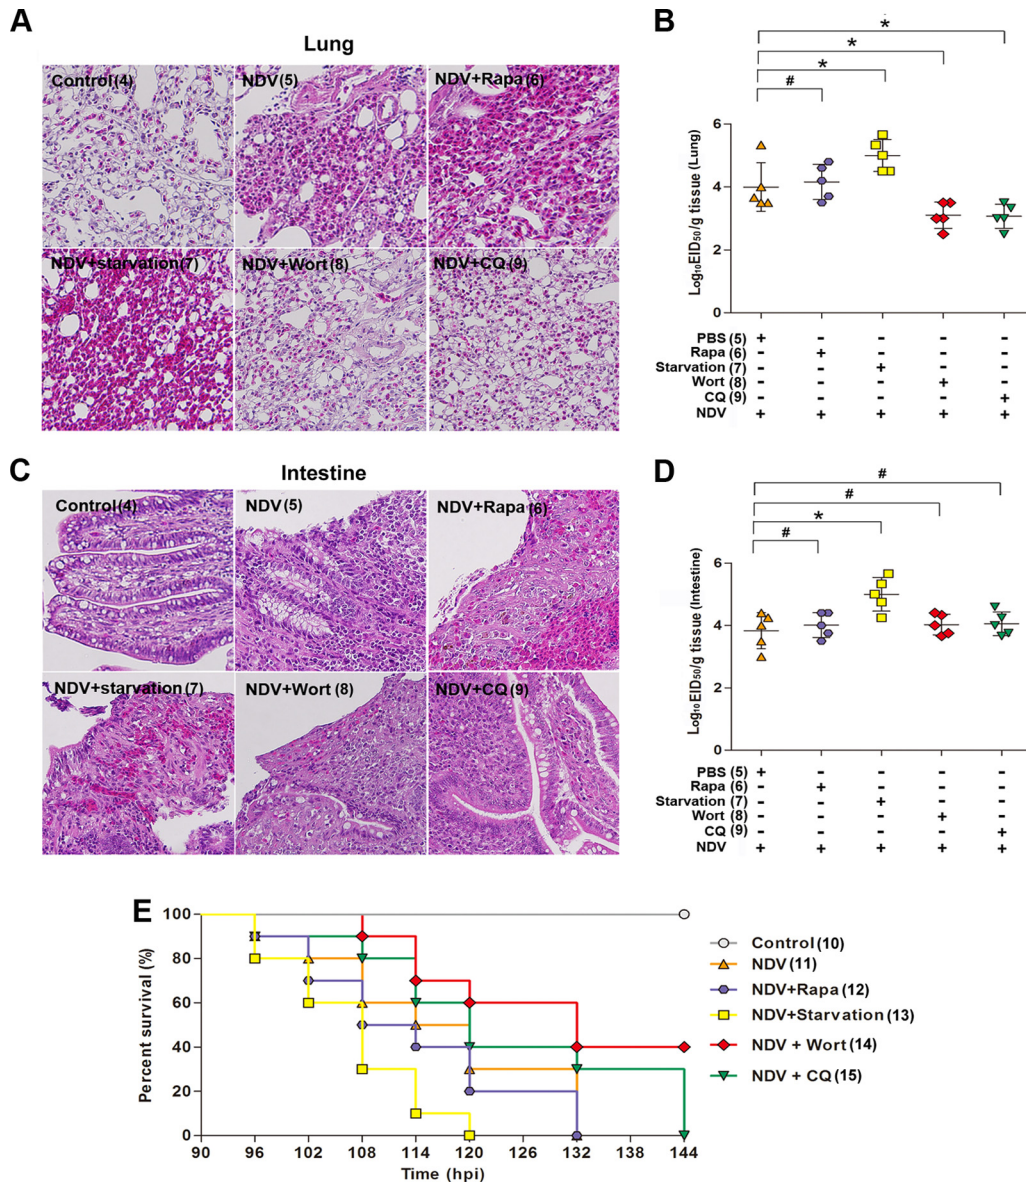 A
Lung
Control(4)
NDV(5)
NDV+Rapa(6)
NDV+starvation(7)
NDV+Wort(8)
NDV+CQ(9)
B
* * * #
Log₁₀EID₅₀/g tissue (Lung)
6
4
2
0
PBS (5) + - - - -
Rapa (6) - + - - -
Starvation (7) - - + - -
Wort (8) - - - + -
CQ (9) - - - - +
NDV + + + + +
C
Intestine
Control(4)
NDV(5)
NDV+Rapa(6)
NDV+starvation(7)
NDV+Wort(8)
NDV+CQ(9)
D
# # * #
Log₁₀EID₅₀/g tissue (Intestine)
6
4
2
0
PBS (5) + - - - -
Rapa (6) - + - - -
Starvation (7) - - + - -
Wort (8) - - - + -
CQ (9) - - - - +
NDV + + + + +
E
Percent survival (%)
100
80
60
40
20
0
90 96 102 108 114 120 126 132 138 144
Time (hpi)
Control(10)
NDV(11)
NDV+Rapa(12)
NDV+Starvation(13)
NDV + Wort(14)
NDV + CQ(15)